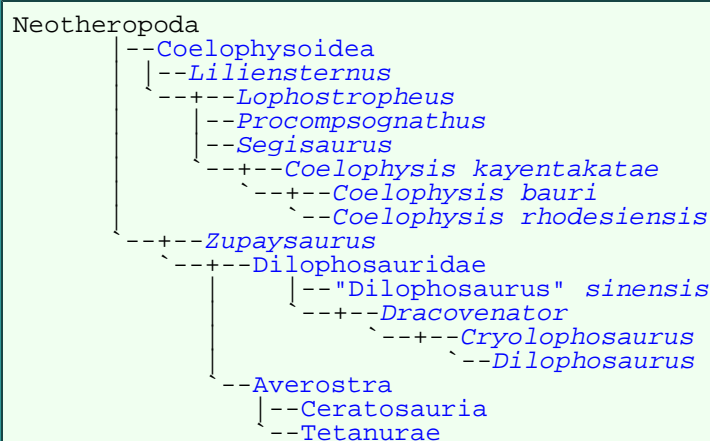 Neotheropoda
|--Coelophysoidea
|  |--Liliensternus
|  `--+--Lophostropheus
|     |--Procompsognathus
|     |--Segisaurus
|     `--+--Coelophysis kayentakatae
|        `--+--Coelophysis bauri
|           `--Coelophysis rhodesiensis
`--+--Zupaysaurus
   `--+--Dilophosauridae
      |  |--"Dilophosaurus" sinensis
      |  `--+--Dracovenator
      |     `--+--Cryolophosaurus
      |        `--Dilophosaurus
      `--Averostra
         |--Ceratosauria
         `--Tetanurae